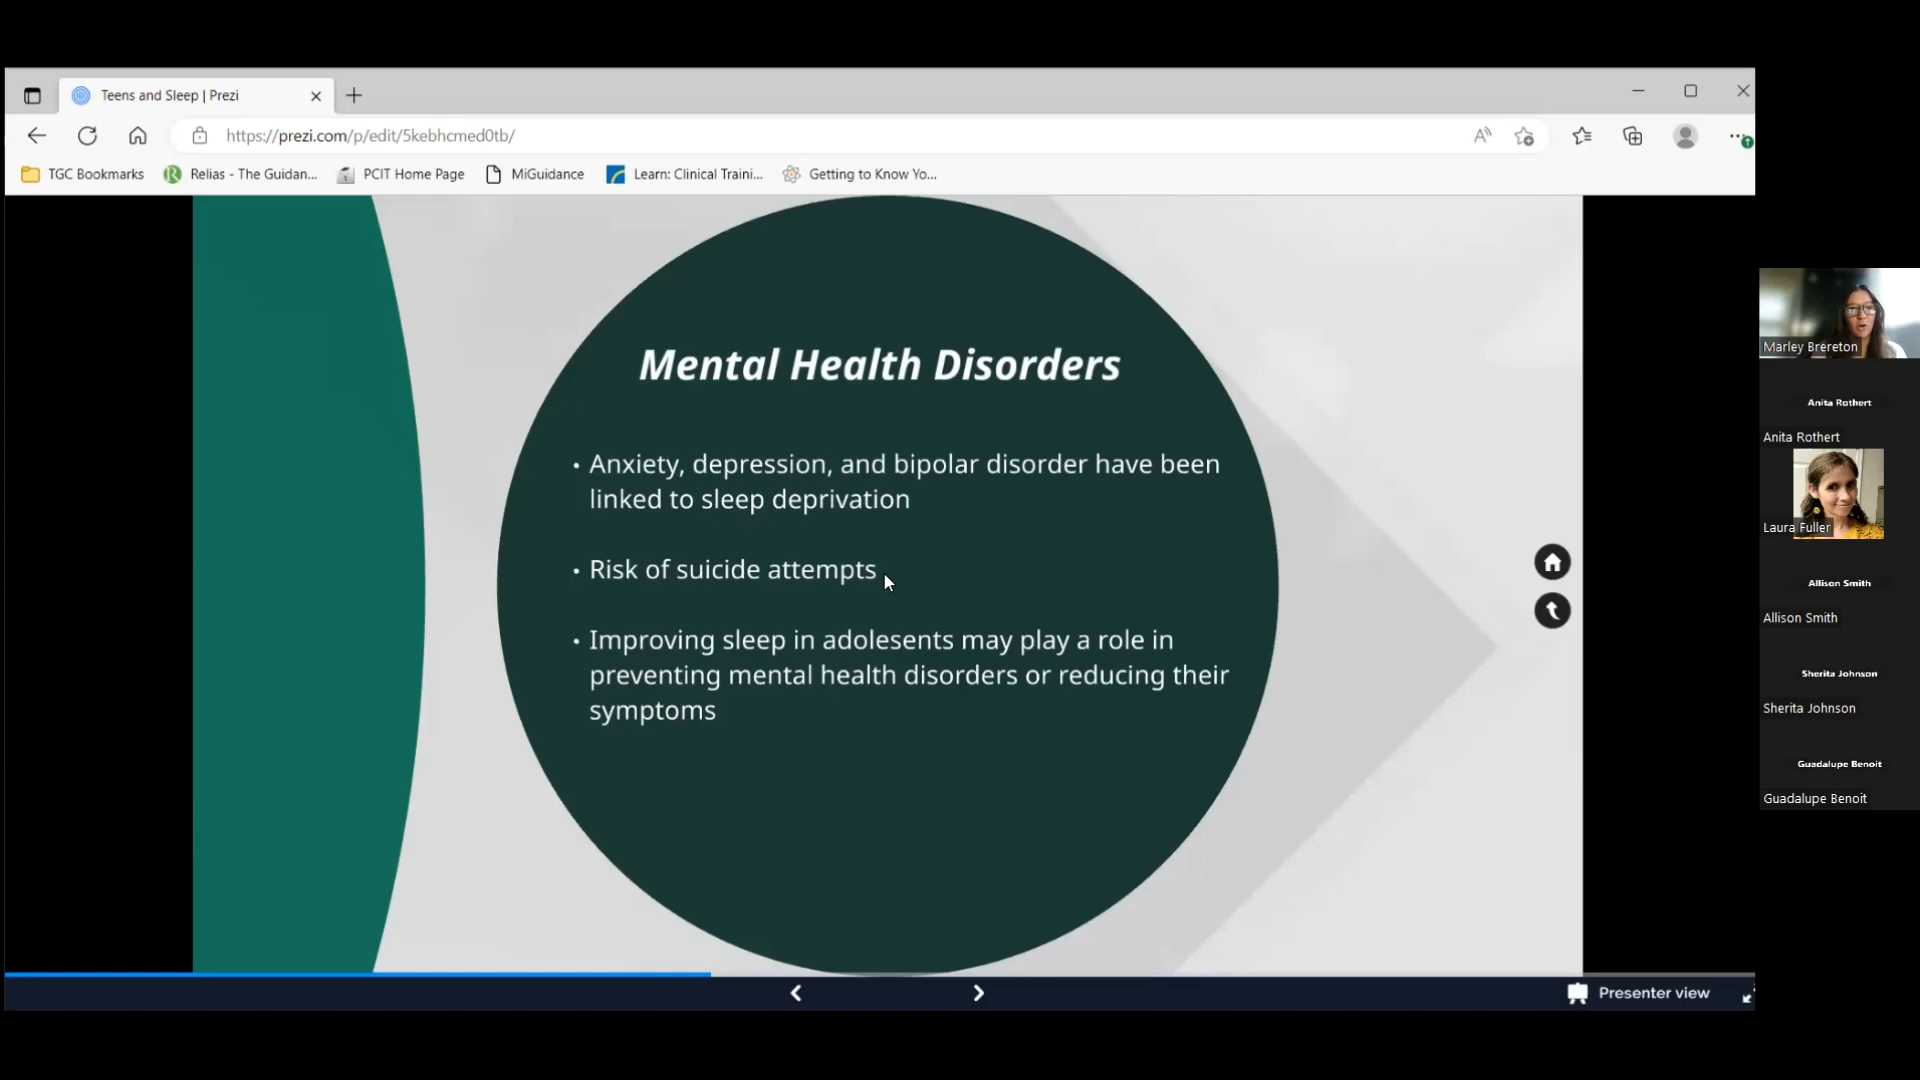 Teens and Sleep | Prezi
https://prezi.com/p/edit/5kebhcmed0tb/
TGC Bookmarks
Relias - The Guidan...
PCIT Home Page
MiGuidance
Learn: Clinical Traini...
Getting to Know Yo...
Mental Health Disorders
• Anxiety, depression, and bipolar disorder have been
linked to sleep deprivation
• Risk of suicide attempts
• Improving sleep in adolesents may play a role in
preventing mental health disorders or reducing their
symptoms
Presenter view
Marley Brereton
Anita Rothert
Anita Rothert
Laura Fuller
Allison Smith
Allison Smith
Sherita Johnson
Sherita Johnson
Guadalupe Benoit
Guadalupe Benoit